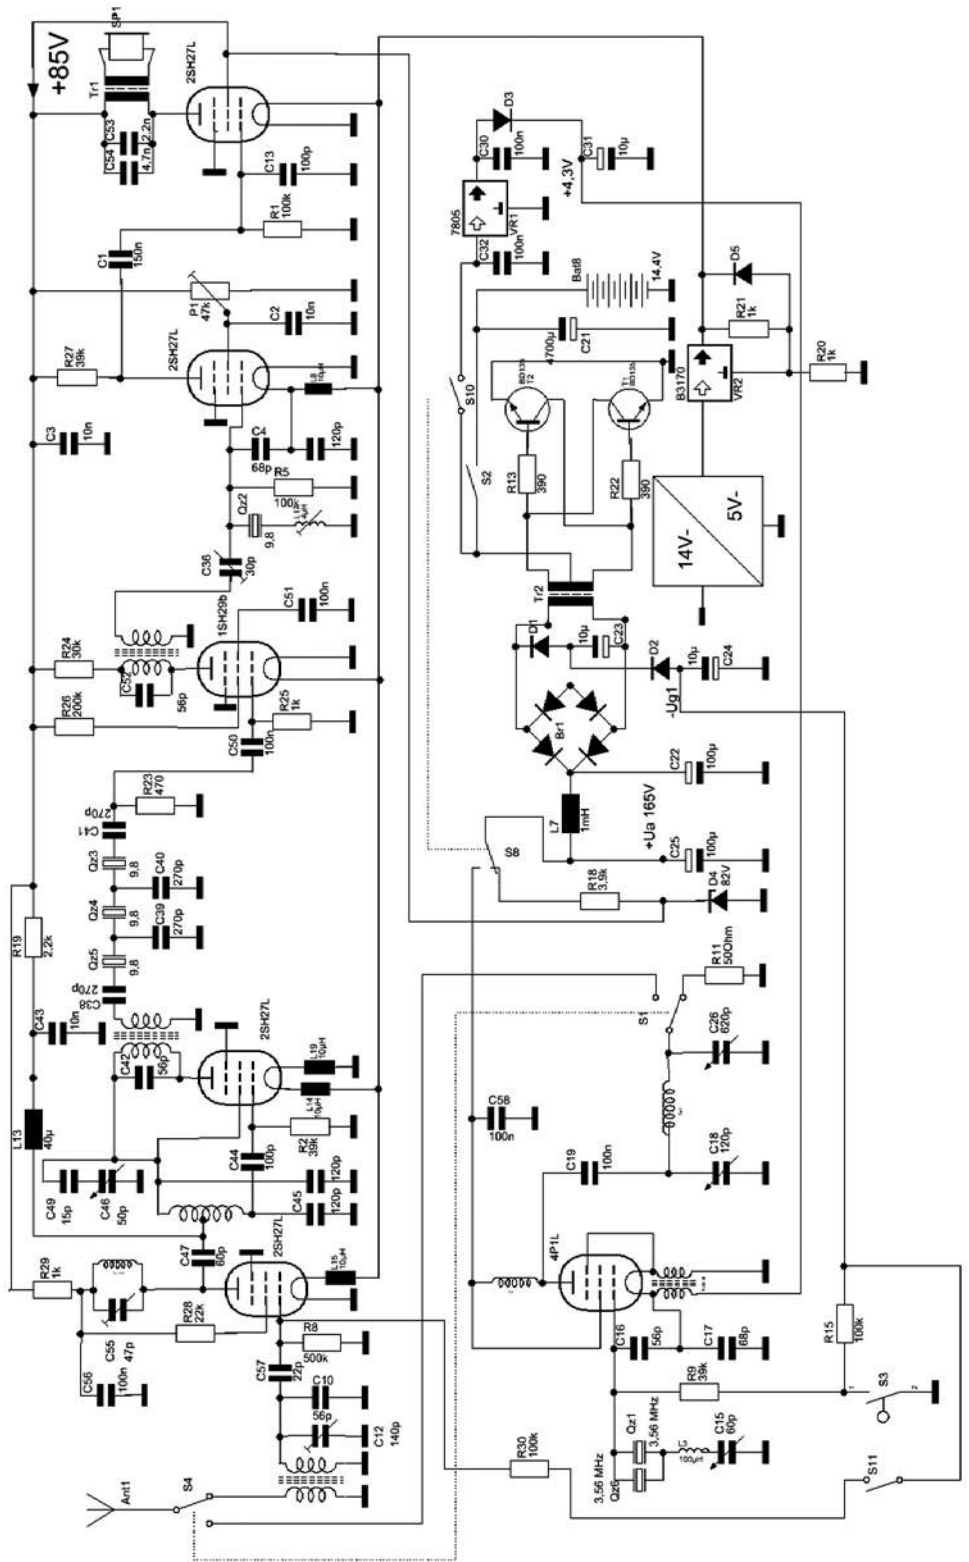 +85V
SP1
Tr1
C53
2.2n
C54
4.7n
2SH27L
C13
100p
R1
100k
C1
150n
P1
47k
C2
10n
R27
39k
2SH27L
C3
10n
C4
68p
120p
R5
Qz2
9,8
C36
30p
1SH29b
C51
100n
R24
30k
R26
200k
C52
56p
R25
1k
C50
100n
R23
470
270p
C41
Qz3
9,8
C40
270p
Qz4
9,8
C39
270p
Qz5
9,8
270p
C38
R19
2,2k
C43
10n
C42
56p
2SH27L
L19
10µH
L14
10µH
R2
39k
C44
100p
L13
40µ
C49
15p
C46
50p
120p
C45
120p
2SH27L
C47
60p
L15
10µH
R29
1k
R28
22k
C55
47p
C56
100n
R8
500k
C57
22p
C10
56p
C12
140p
Ant1
S4
D3
C30
100n
C31
10µ
+4,3V
7805
VR1
C32
100n
Bat8
14,4V
4700µ
C21
D5
R21
1k
B3170
VR2
R20
1k
S10
S2
BD135
T2
T1
BD135
R13
390
R22
390
14V-
5V-
Tr2
D1
10µ
C23
D2
10µ
C24
-Ug1
Br1
C22
100µ
L7
1mH
+Ua 165V
C25
100µ
S8
R18
3,9k
D4
82V
R11
50Ohm
S1
C26
620p
C58
100n
C19
100n
C18
120p
4P1L
C16
56p
C17
68p
R9
39k
R15
100k
S3
1
2
Qz1
3,56 MHz
3,56 MHz
Qz6
100µH
C15
60p
R30
100k
S11